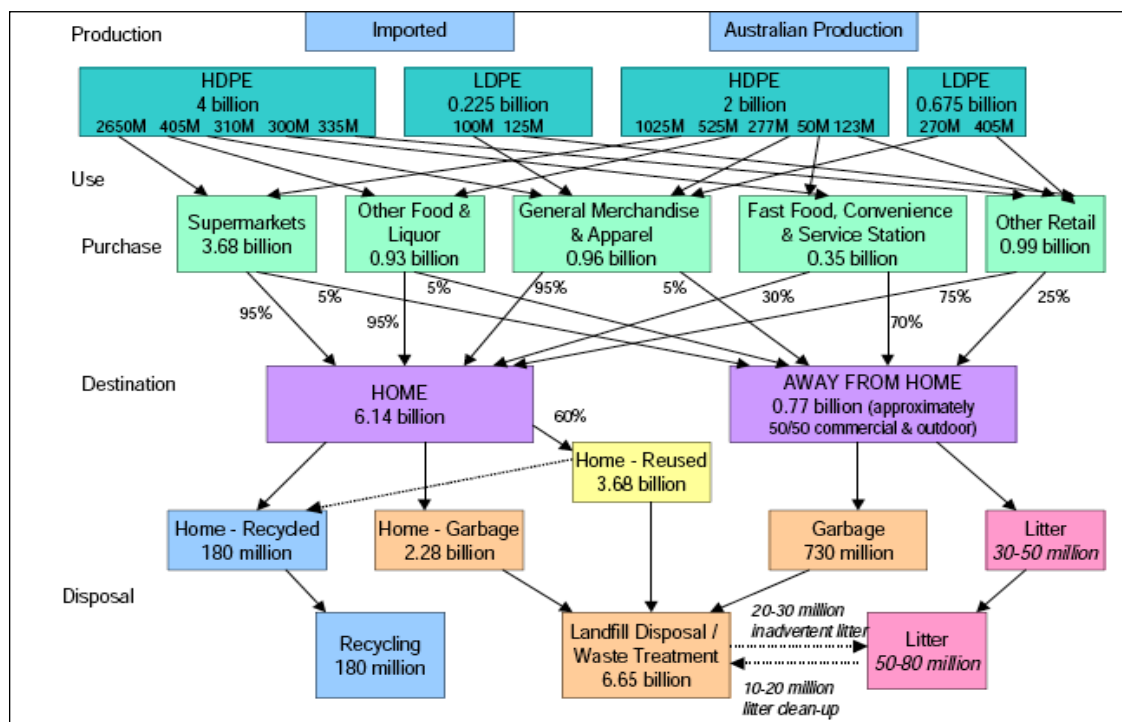 Production
Imported
Australian Production
HDPE
4 billion
2650M 405M 310M 300M 335M
LDPE
0.225 billion
100M 125M
HDPE
2 billion
1025M 525M 277M 50M 123M
LDPE
0.675 billion
270M 405M
Use
Purchase
Supermarkets
3.68 billion
Other Food &
Liquor
0.93 billion
General Merchandise
& Apparel
0.96 billion
Fast Food, Convenience
& Service Station
0.35 billion
Other Retail
0.99 billion
95%
5%
95%
5%
95%
5%
30%
70%
75%
25%
Destination
HOME
6.14 billion
AWAY FROM HOME
0.77 billion (approximately
50/50 commercial & outdoor)
60%
Home - Reused
3.68 billion
Home - Recycled
180 million
Home - Garbage
2.28 billion
Garbage
730 million
Litter
30-50 million
Disposal
Recycling
180 million
Landfill Disposal /
Waste Treatment
6.65 billion
20-30 million
inadvertent litter
10-20 million
litter clean-up
Litter
50-80 million